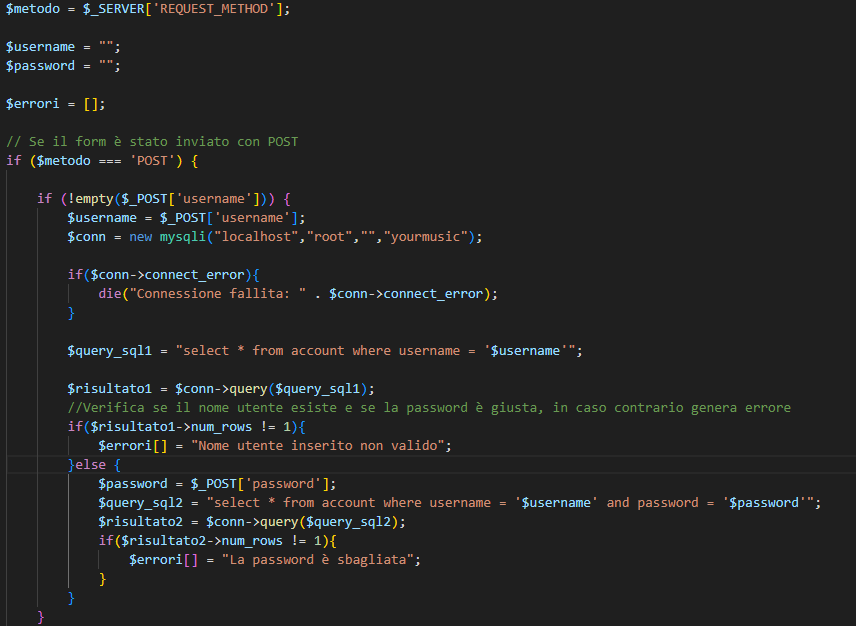 $metodo = $_SERVER['REQUEST_METHOD'];
$username = "";
$password = "";
$errori = [];
// Se il form è stato inviato con POST
if ($metodo === 'POST') {
if (!empty($_POST['username'])) {
$username = $_POST['username'];
$conn = new mysqli("localhost","root","","yourmusic");
if($conn->connect_error){
die("Connessione fallita: " . $conn->connect_error);
}
$query_sql1 = "select * from account where username = '$username'";
$risultato1 = $conn->query($query_sql1);
//Verifica se il nome utente esiste e se la password è giusta, in caso contrario genera errore
if($risultato1->num_rows != 1){
$errori[] = "Nome utente inserito non valido";
}else {
$password = $_POST['password'];
$query_sql2 = "select * from account where username = '$username' and password = '$password'";
$risultato2 = $conn->query($query_sql2);
if($risultato2->num_rows != 1){
$errori[] = "La password è sbagliata";
}
}
}